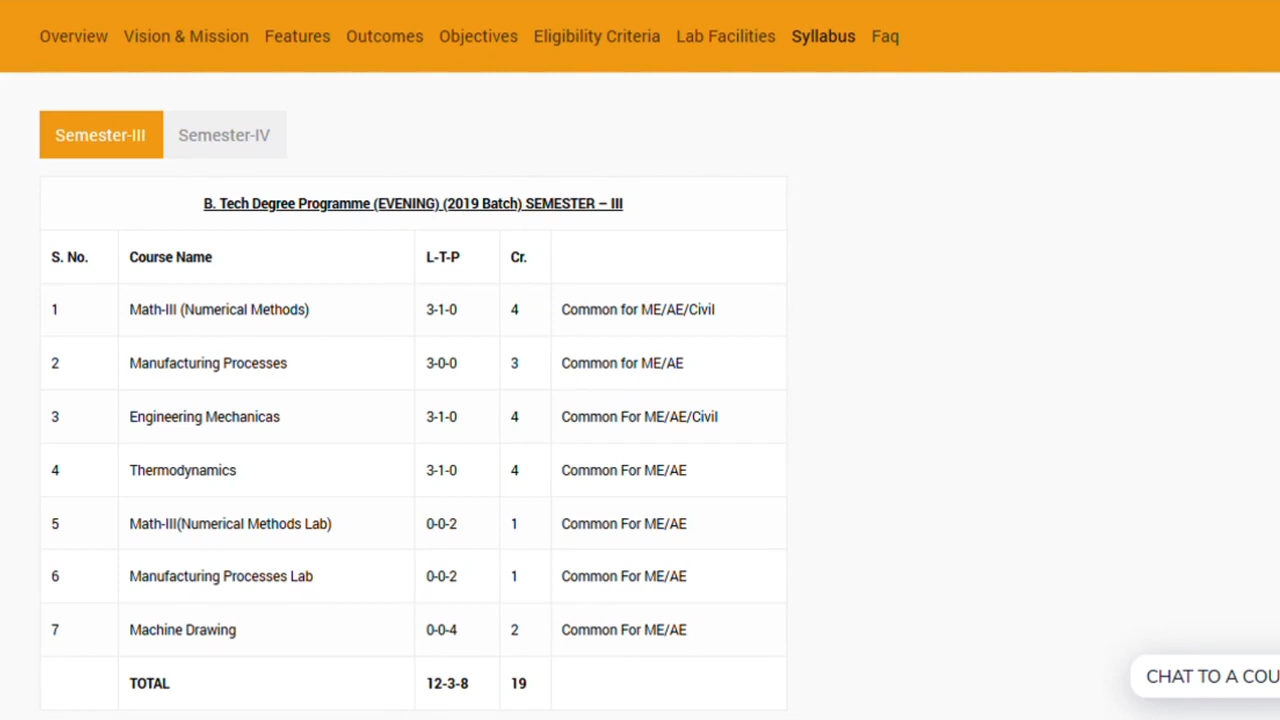 Overview Vision & Mission Features Outcomes Objectives Eligibility Criteria Lab Facilities Syllabus Faq
Semester-III Semester-IV
B. Tech Degree Programme (EVENING) (2019 Batch) SEMESTER – III
S. No. Course Name L-T-P Cr.
1 Math-III (Numerical Methods) 3-1-0 4 Common for ME/AE/Civil
2 Manufacturing Processes 3-0-0 3 Common for ME/AE
3 Engineering Mechanicas 3-1-0 4 Common For ME/AE/Civil
4 Thermodynamics 3-1-0 4 Common For ME/AE
5 Math-III(Numerical Methods Lab) 0-0-2 1 Common For ME/AE
6 Manufacturing Processes Lab 0-0-2 1 Common For ME/AE
7 Machine Drawing 0-0-4 2 Common For ME/AE
TOTAL 12-3-8 19
CHAT TO A COU